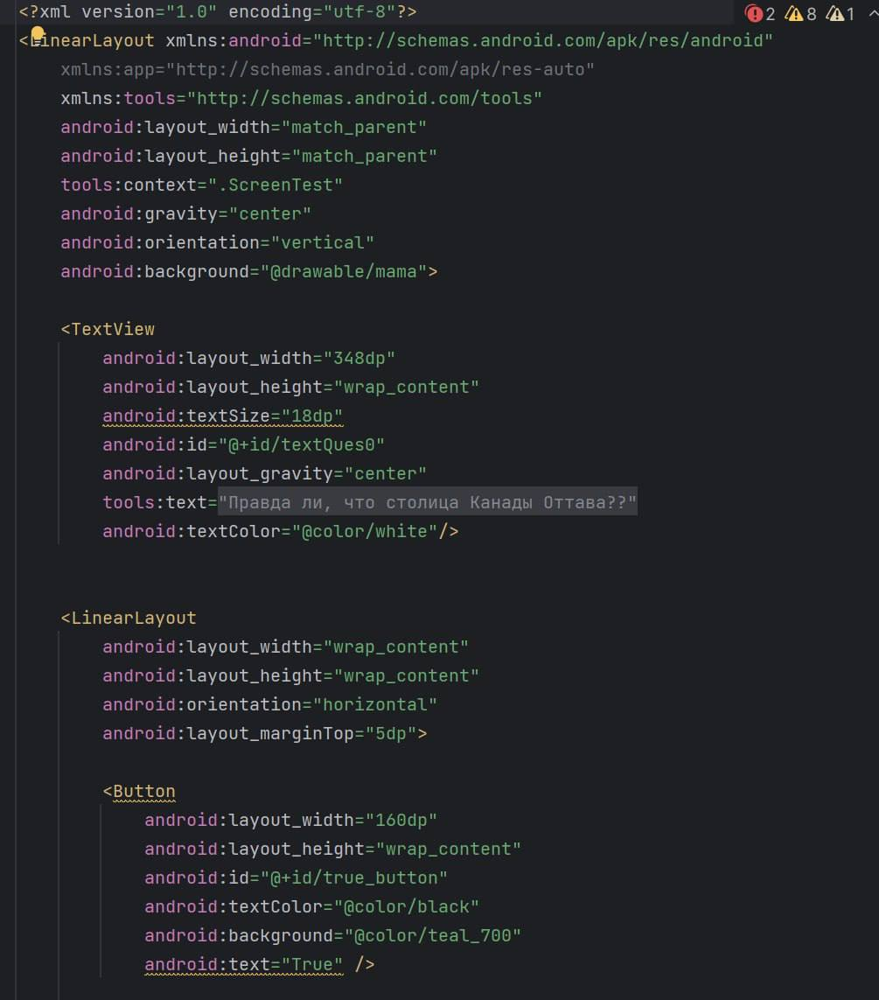 <?xml version="1.0" encoding="utf-8"?>
2 8 1
<LinearLayout xmlns:android="http://schemas.android.com/apk/res/android"
    xmlns:app="http://schemas.android.com/apk/res-auto"
    xmlns:tools="http://schemas.android.com/tools"
    android:layout_width="match_parent"
    android:layout_height="match_parent"
    tools:context=".ScreenTest"
    android:gravity="center"
    android:orientation="vertical"
    android:background="@drawable/mama">
    <TextView
        android:layout_width="348dp"
        android:layout_height="wrap_content"
        android:textSize="18dp"
        android:id="@+id/textQues0"
        android:layout_gravity="center"
        tools:text="Правда ли, что столица Канады Оттава??"
        android:textColor="@color/white"/>
    <LinearLayout
        android:layout_width="wrap_content"
        android:layout_height="wrap_content"
        android:orientation="horizontal"
        android:layout_marginTop="5dp">
        <Button
            android:layout_width="160dp"
            android:layout_height="wrap_content"
            android:id="@+id/true_button"
            android:textColor="@color/black"
            android:background="@color/teal_700"
            android:text="True" />